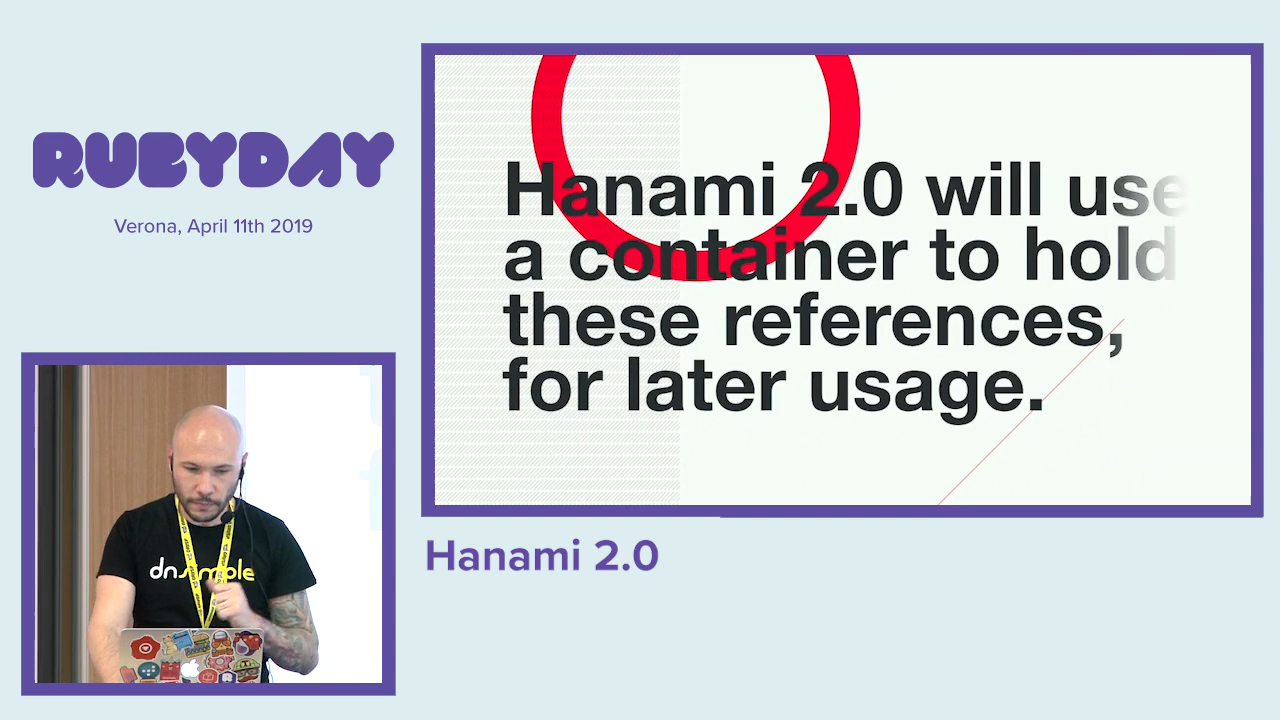 RUBYDAY
Verona, April 11th 2019
Hanami 2.0 will use
a container to hold
these references,
for later usage.
Hanami 2.0
dnsimple